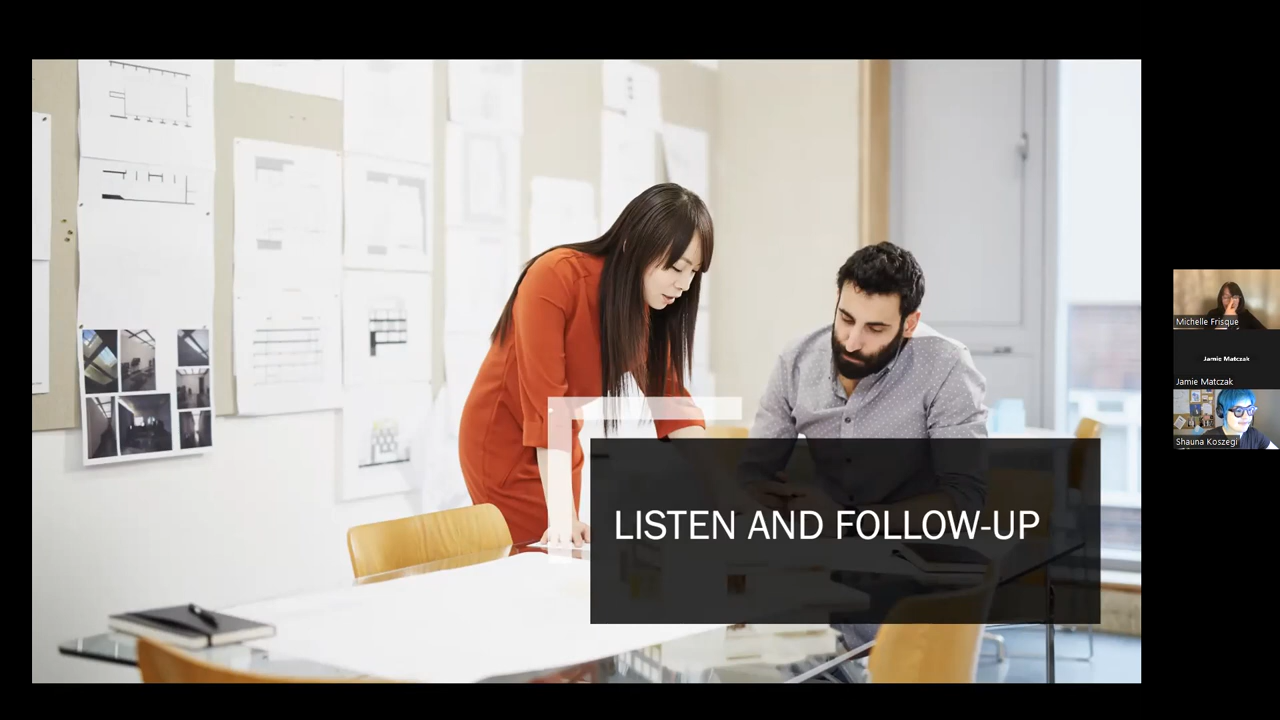 LISTEN AND FOLLOW-UP
Michelle Frisque
Jamie Matczak
Jamie Matczak
Shauna Koszegi